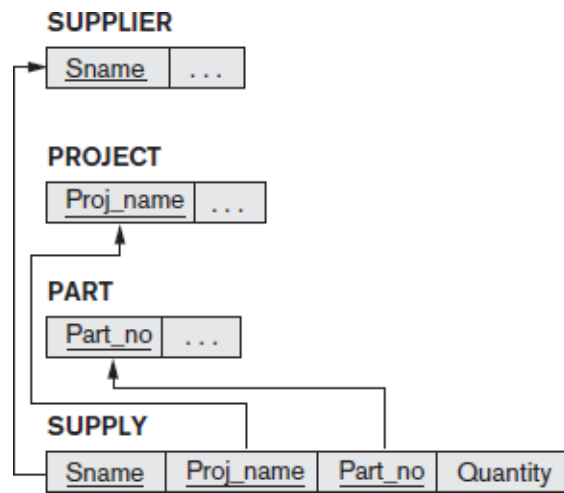 SUPPLIER
Sname ...
PROJECT
Proj_name ...
PART
Part_no ...
SUPPLY
Sname Proj_name Part_no Quantity